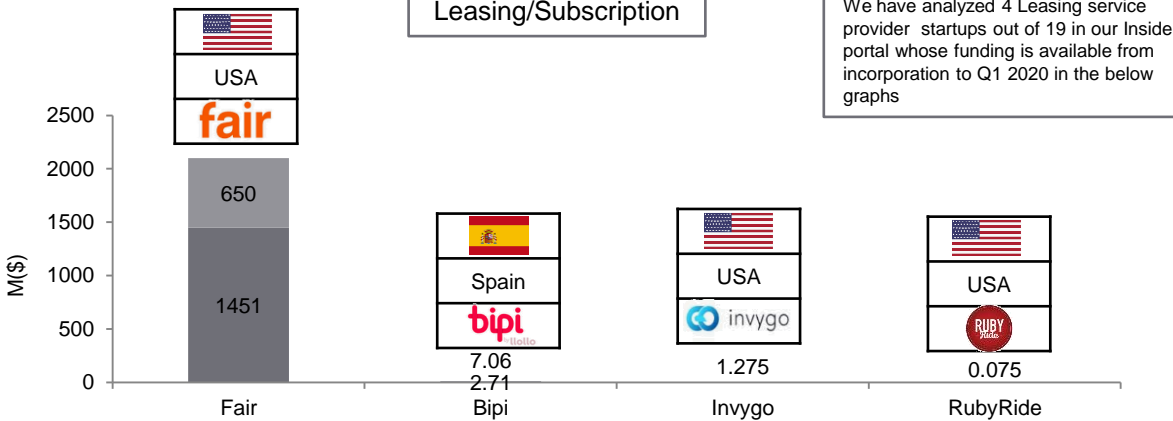 Leasing/Subscription
We have analyzed 4 Leasing service
provider startups out of 19 in our Inside
portal whose funding is available from
incorporation to Q1 2020 in the below
graphs
USA
fair
2500
2000
1500
1000
500
0
M($)
650
1451
Spain
bipi
by llollo
7.06
2.71
USA
invygo
1.275
USA
RUBY
Ride
0.075
Fair
Bipi
Invygo
RubyRide